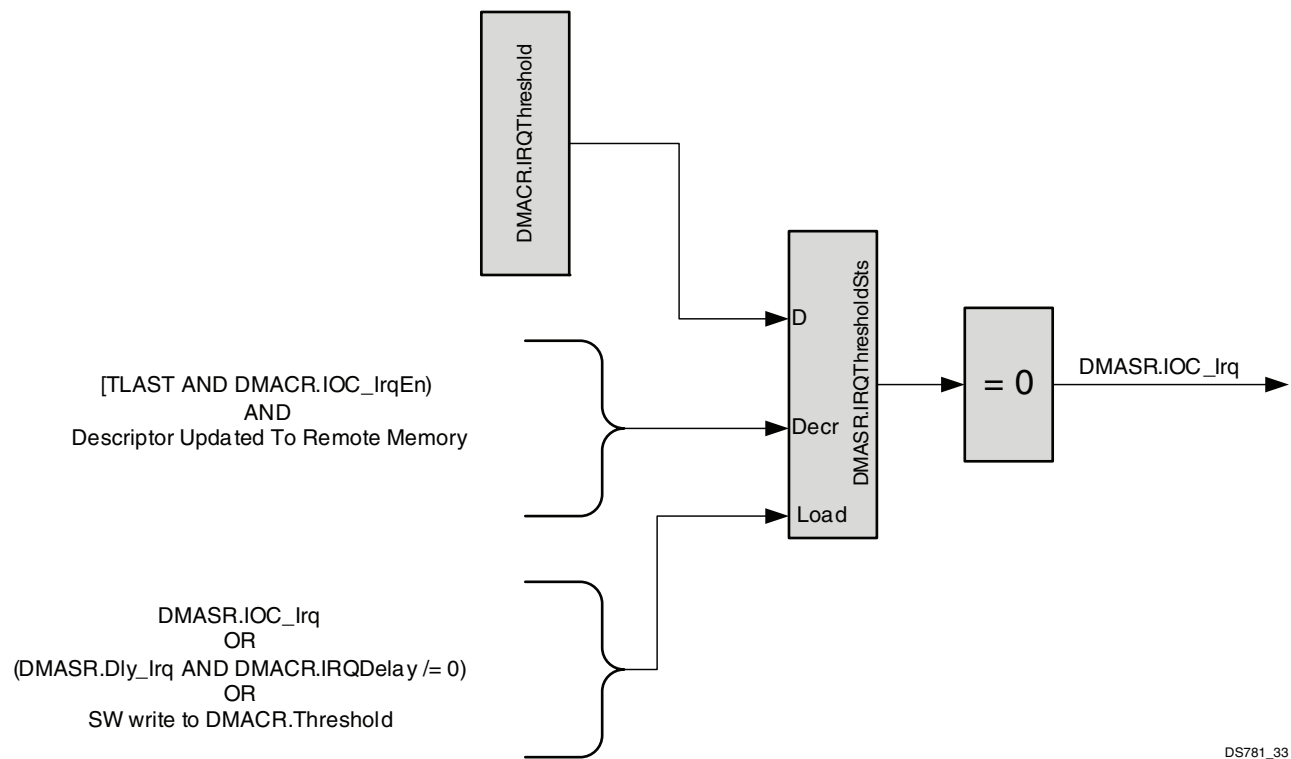 DMACR.IRQThreshold
DMASR.IRQThresholdSts
D
Decr
Load
= 0
DMASR.IOC_Irq
[TLAST AND DMACR.IOC_IrqEn)
AND
Descriptor Updated To Remote Memory
DMASR.IOC_Irq
OR
(DMASR.Dly_Irq AND DMACR.IRQDelay /= 0)
OR
SW write to DMACR.Threshold
DS781_33